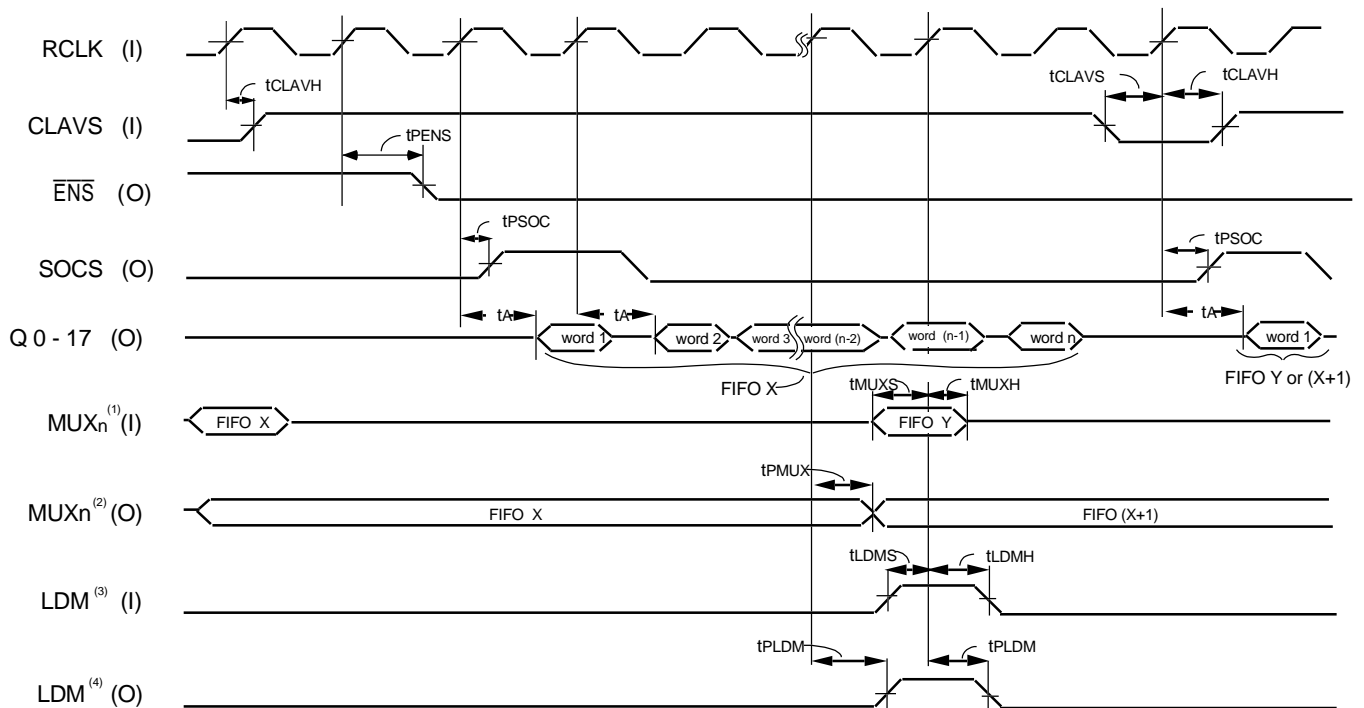 RCLK (I)
tCLAVH
tCLAVS
tCLAVH
CLAVS (I)
tPENS
ENS (O)
tPSOC
tPSOC
SOCS (O)
tA
tA
tA
Q 0 - 17 (O)
word 1
word 2
word 3
word (n-2)
word (n-1)
word n
word 1
FIFO X
FIFO Y or (X+1)
tMUXS
tMUXH
MUXn (1) (I)
FIFO X
FIFO Y
tPMUX
MUXn (2) (O)
FIFO X
FIFO (X+1)
tLDMS
tLDMH
LDM (3) (I)
tPLDM
tPLDM
LDM (4) (O)